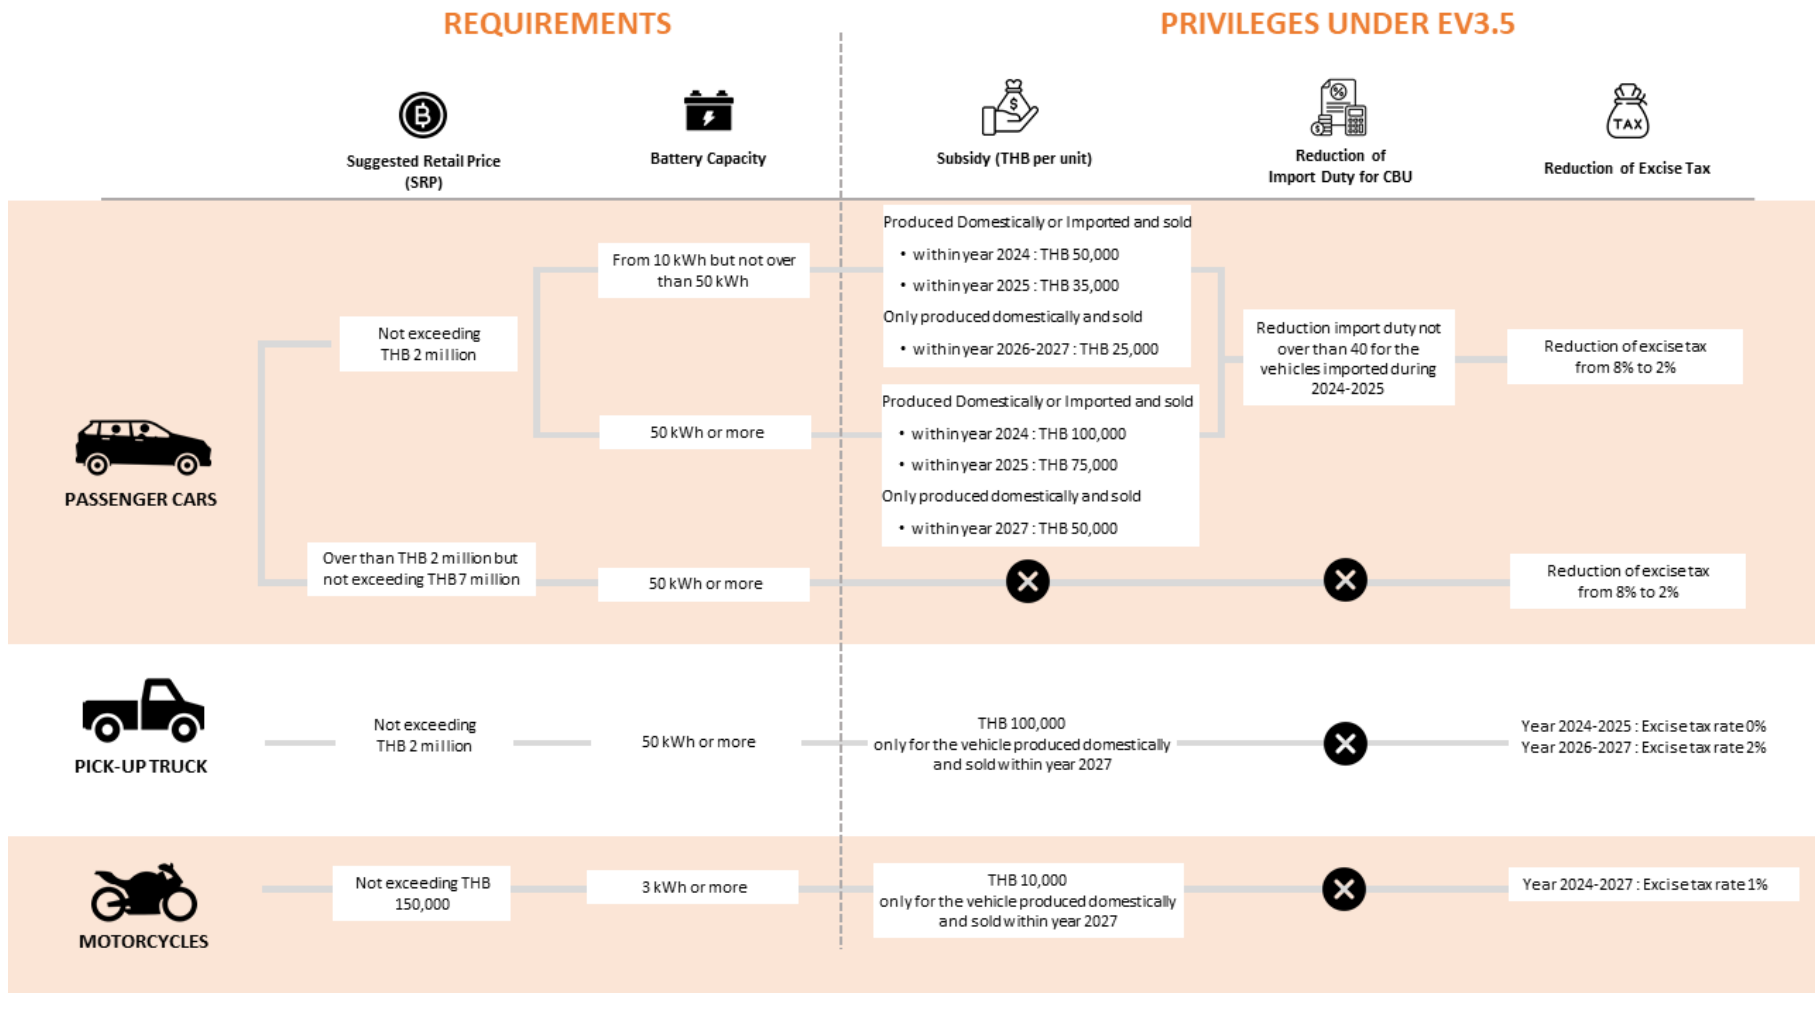 REQUIREMENTS
PRIVILEGES UNDER EV3.5
Suggested Retail Price
(SRP)
Battery Capacity
Subsidy (THB per unit)
Reduction of
Import Duty for CBU
Reduction of Excise Tax
TAX
PASSENGER CARS
Not exceeding
THB 2 million
From 10 kWh but not over
than 50 kWh
Produced Domestically or Imported and sold
• within year 2024 : THB 50,000
• within year 2025 : THB 35,000
Only produced domestically and sold
• within year 2026-2027 : THB 25,000
50 kWh or more
Produced Domestically or Imported and sold
• within year 2024 : THB 100,000
• within year 2025 : THB 75,000
Only produced domestically and sold
• within year 2027 : THB 50,000
Reduction import duty not
over than 40 for the
vehicles imported during
2024-2025
Reduction of excise tax
from 8% to 2%
Over than THB 2 million but
not exceeding THB 7 million
50 kWh or more
Reduction of excise tax
from 8% to 2%
PICK-UP TRUCK
Not exceeding
THB 2 million
50 kWh or more
THB 100,000
only for the vehicle produced domestically
and sold within year 2027
Year 2024-2025 : Excise tax rate 0%
Year 2026-2027 : Excise tax rate 2%
MOTORCYCLES
Not exceeding THB
150,000
3 kWh or more
THB 10,000
only for the vehicle produced domestically
and sold within year 2027
Year 2024-2027 : Excise tax rate 1%